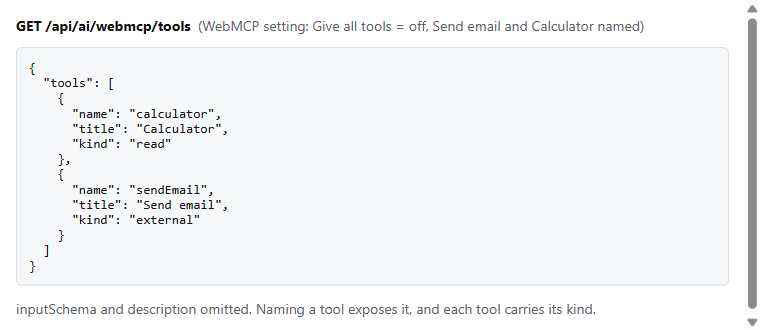 GET /api/ai/webmcp/tools (WebMCP setting: Give all tools = off, Send email and Calculator named)
{
  "tools": [
    {
      "name": "calculator",
      "title": "Calculator",
      "kind": "read"
    },
    {
      "name": "sendEmail",
      "title": "Send email",
      "kind": "external"
    }
  ]
}
inputSchema and description omitted. Naming a tool exposes it, and each tool carries its kind.